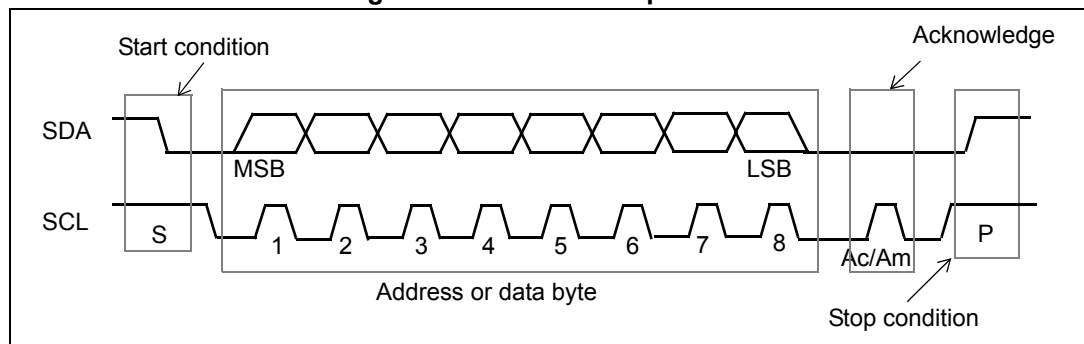 Start condition
Acknowledge
SDA
MSB
LSB
SCL
S
1
2
3
4
5
6
7
8
Ac/Am
P
Address or data byte
Stop condition